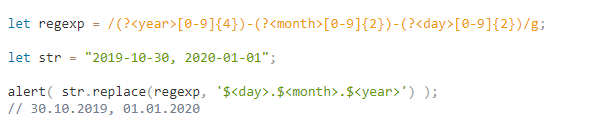 let regexp = /(?<year>[0-9]{4})-(?<month>[0-9]{2})-(?<day>[0-9]{2})/g;
let str = "2019-10-30, 2020-01-01";
alert( str.replace(regexp, '$<day>.$<month>.$<year>') );
// 30.10.2019, 01.01.2020